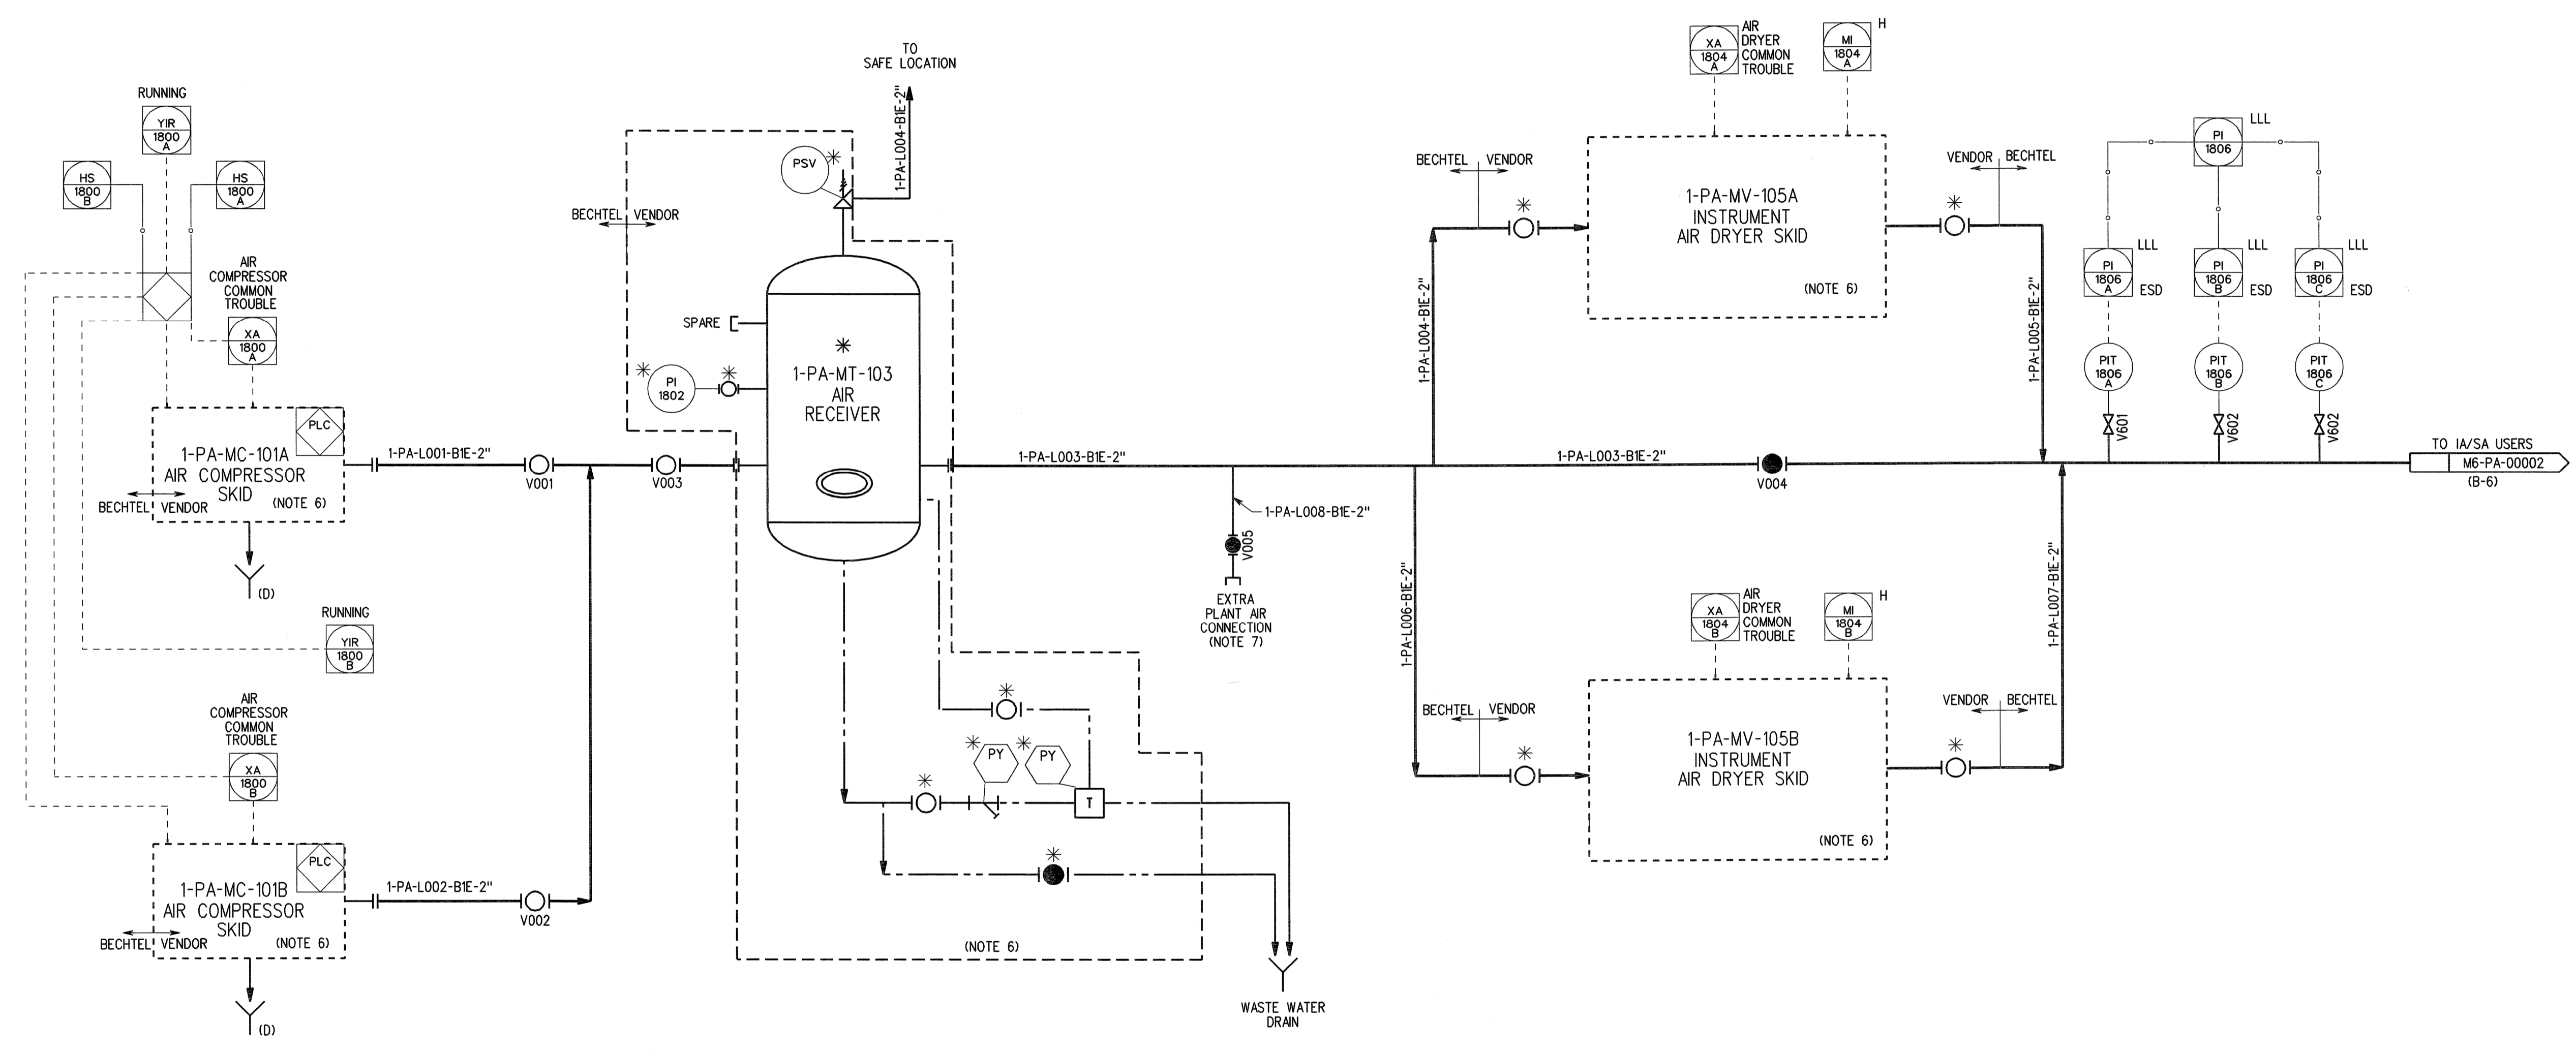 RUNNING
YIR
1800
A
HS
1800
B
HS
1800
A
AIR
COMPRESSOR
COMMON
TROUBLE
XA
1800
A
PLC
1-PA-MC-101A
AIR COMPRESSOR
SKID
(NOTE 6)
BECHTEL VENDOR
(D)
1-PA-L001-B1E-2"
V001
V003
RUNNING
YIR
1800
B
AIR
COMPRESSOR
COMMON
TROUBLE
XA
1800
B
PLC
1-PA-MC-101B
AIR COMPRESSOR
SKID
(NOTE 6)
BECHTEL VENDOR
(D)
1-PA-L002-B1E-2"
V002
TO
SAFE LOCATION
1-PA-L004-B1E-2"
PSV
*
BECHTEL VENDOR
SPARE
*
PI
1802
*
*
1-PA-MT-103
AIR
RECEIVER
1-PA-L003-B1E-2"
1-PA-L008-B1E-2"
V005
EXTRA
PLANT AIR
CONNECTION
(NOTE 7)
*
*
PY
*
PY
*
T
*
(NOTE 6)
WASTE WATER
DRAIN
AIR
DRYER
COMMON
TROUBLE
XA
1804
A
MI
1804
A
H
BECHTEL VENDOR
*
1-PA-MV-105A
INSTRUMENT
AIR DRYER SKID
(NOTE 6)
VENDOR BECHTEL
*
1-PA-L004-B1E-2"
1-PA-L005-B1E-2"
1-PA-L003-B1E-2"
V004
1-PA-L006-B1E-2"
1-PA-L007-B1E-2"
XA
1804
B
AIR
DRYER
COMMON
TROUBLE
MI
1804
B
H
BECHTEL VENDOR
*
1-PA-MV-105B
INSTRUMENT
AIR DRYER SKID
(NOTE 6)
VENDOR BECHTEL
*
PI
1806
LLL
PI
1806
A
LLL
ESD
PI
1806
B
LLL
ESD
PI
1806
C
LLL
ESD
PIT
1806
A
PIT
1806
B
PIT
1806
C
V601
V602
V602
TO IA/SA USERS
M6-PA-00002
(B-6)